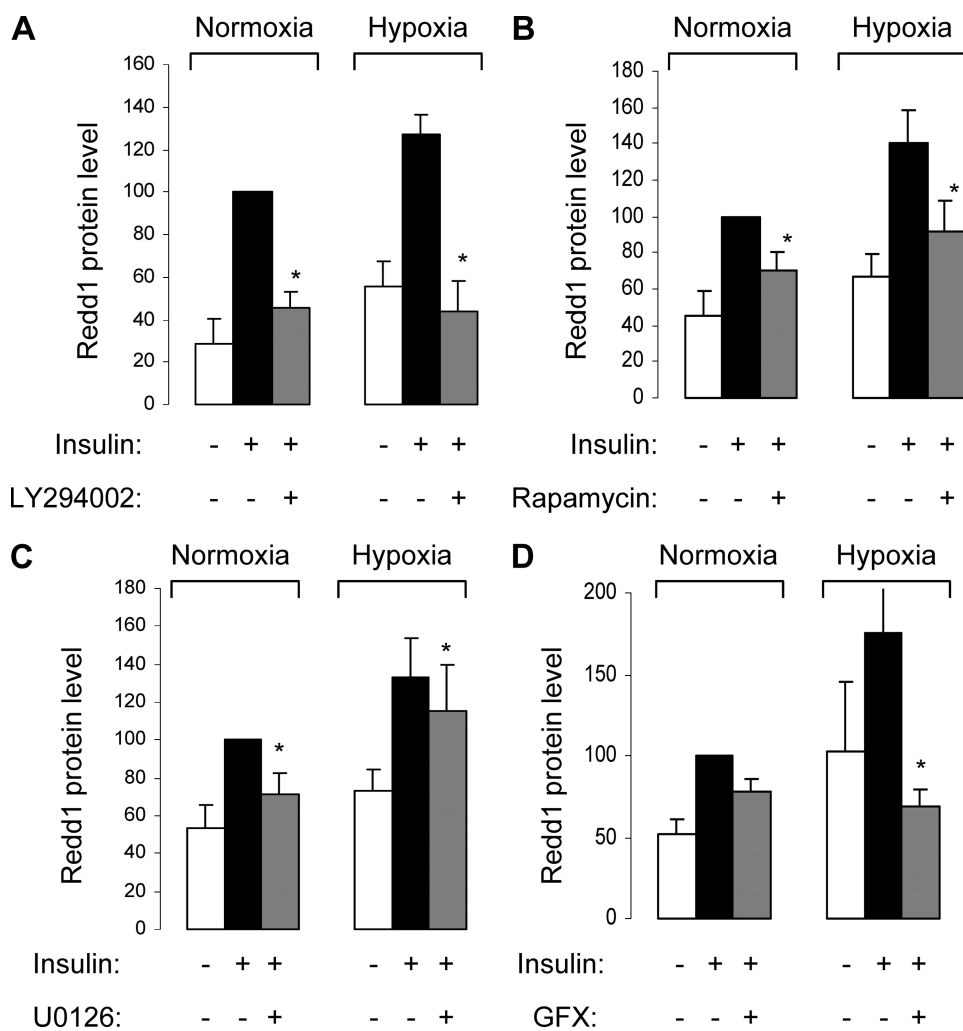 A
Normoxia Hypoxia
Redd1 protein level
160
140
120
100
80
60
40
20
0
* *
Insulin: - + + - + +
LY294002: - - + - - +
B
Normoxia Hypoxia
Redd1 protein level
180
160
140
120
100
80
60
40
20
0
* *
Insulin: - + + - + +
Rapamycin: - - + - - +
C
Normoxia Hypoxia
Redd1 protein level
180
160
140
120
100
80
60
40
20
0
* *
Insulin: - + + - + +
U0126: - - + - - +
D
Normoxia Hypoxia
Redd1 protein level
200
150
100
50
0
*
Insulin: - + + - + +
GFX: - - + - - +